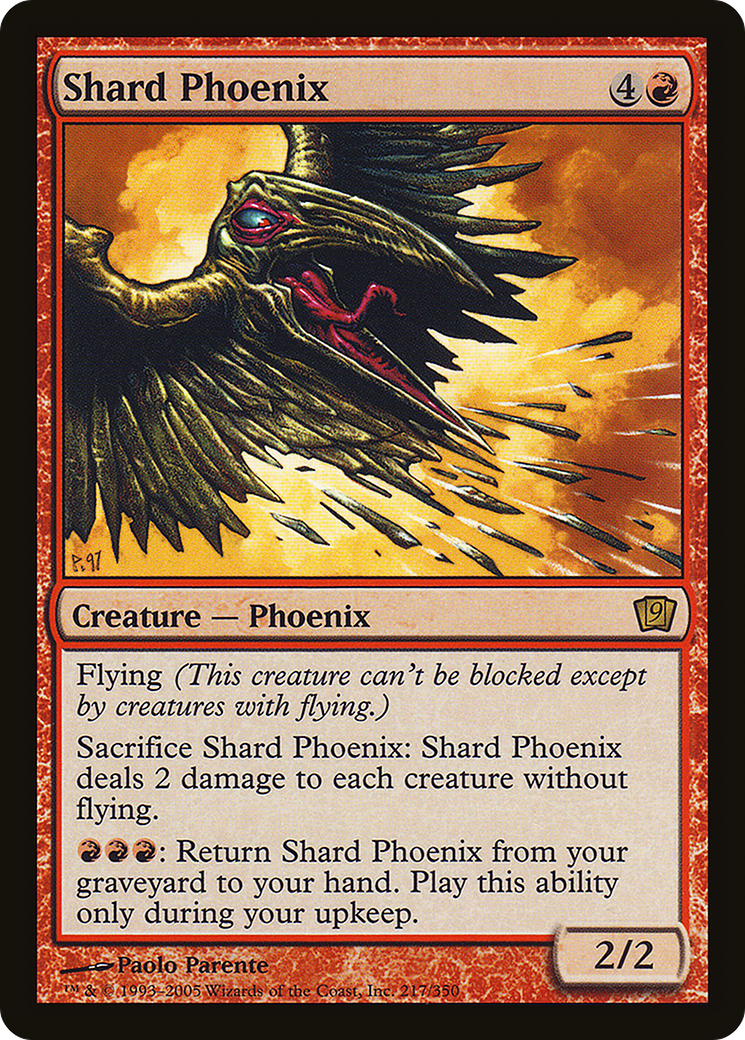 Shard Phoenix 4
P. 97
Creature — Phoenix 9
Flying (This creature can't be blocked except
by creatures with flying.)
Sacrifice Shard Phoenix: Shard Phoenix
deals 2 damage to each creature without
flying.
: Return Shard Phoenix from your
graveyard to your hand. Play this ability
only during your upkeep.
2/2
Paolo Parente
™ & © 1993–2005 Wizards of the Coast, Inc. 217/350